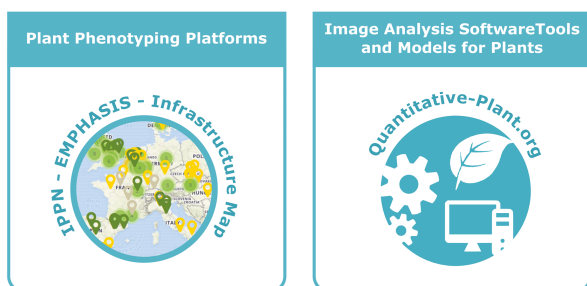 Plant Phenotyping Platforms
IPPN - EMPHASIS - Infrastructure Map
Image Analysis SoftwareTools
and Models for Plants
Quantitative-Plant.org